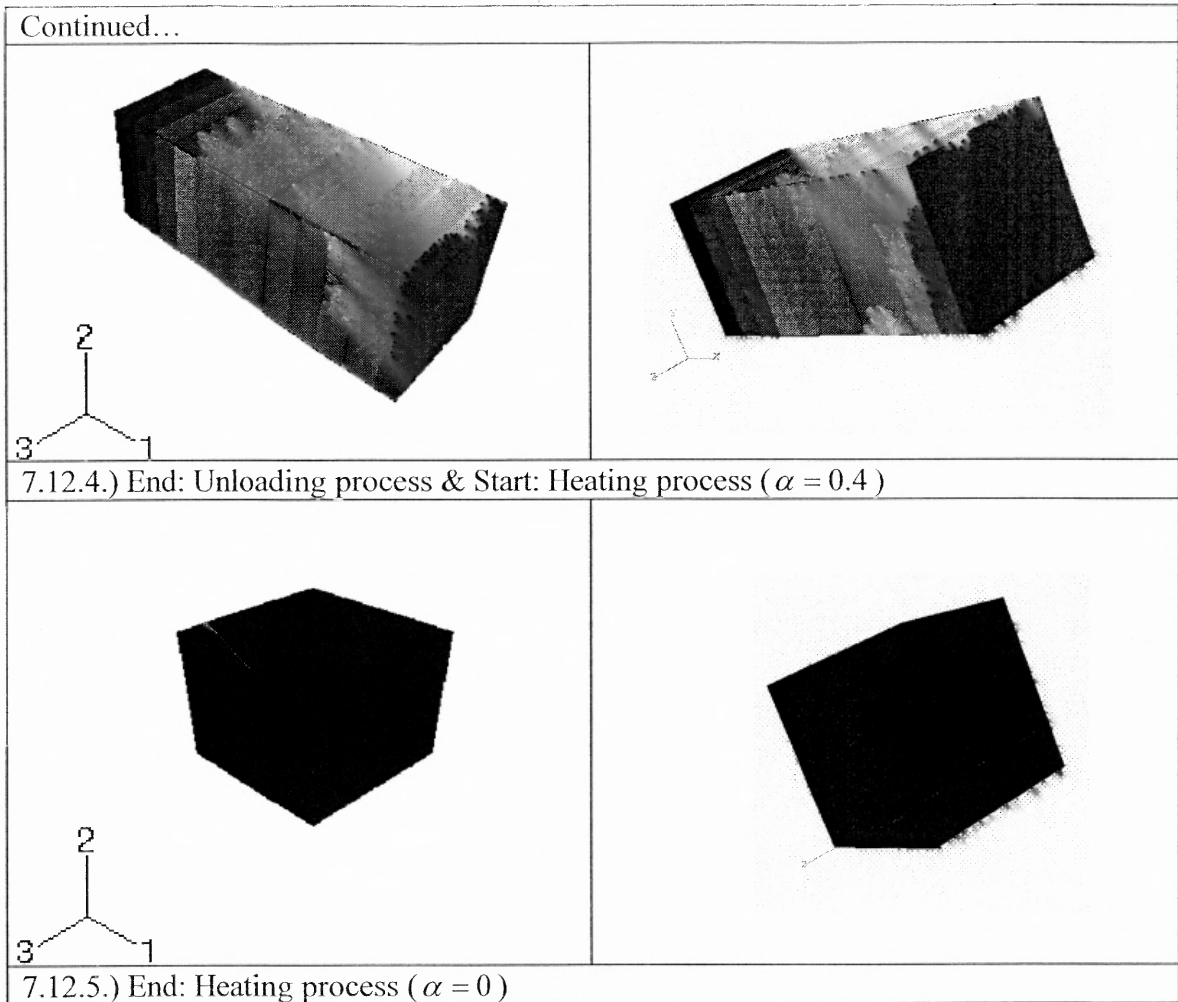 Continued…
2
3 1
7.12.4.) End: Unloading process & Start: Heating process ( α = 0.4 )
2
3 1
7.12.5.) End: Heating process ( α = 0 )